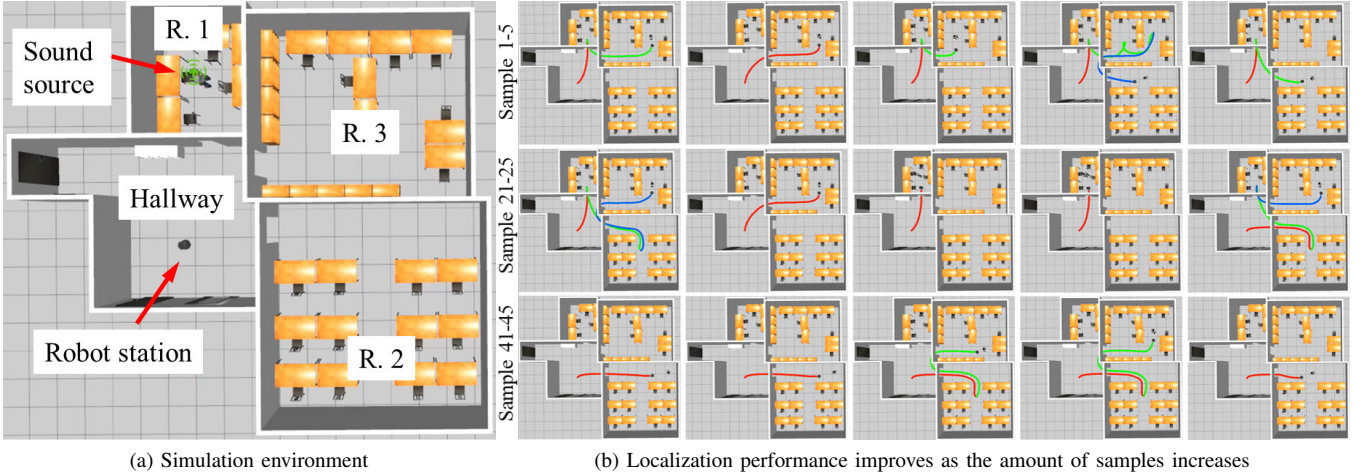 R. 1
Sound
source
R. 3
Hallway
Robot station
R. 2
Sample 1-5
Sample 21-25
Sample 41-45
(a) Simulation environment
(b) Localization performance improves as the amount of samples increases